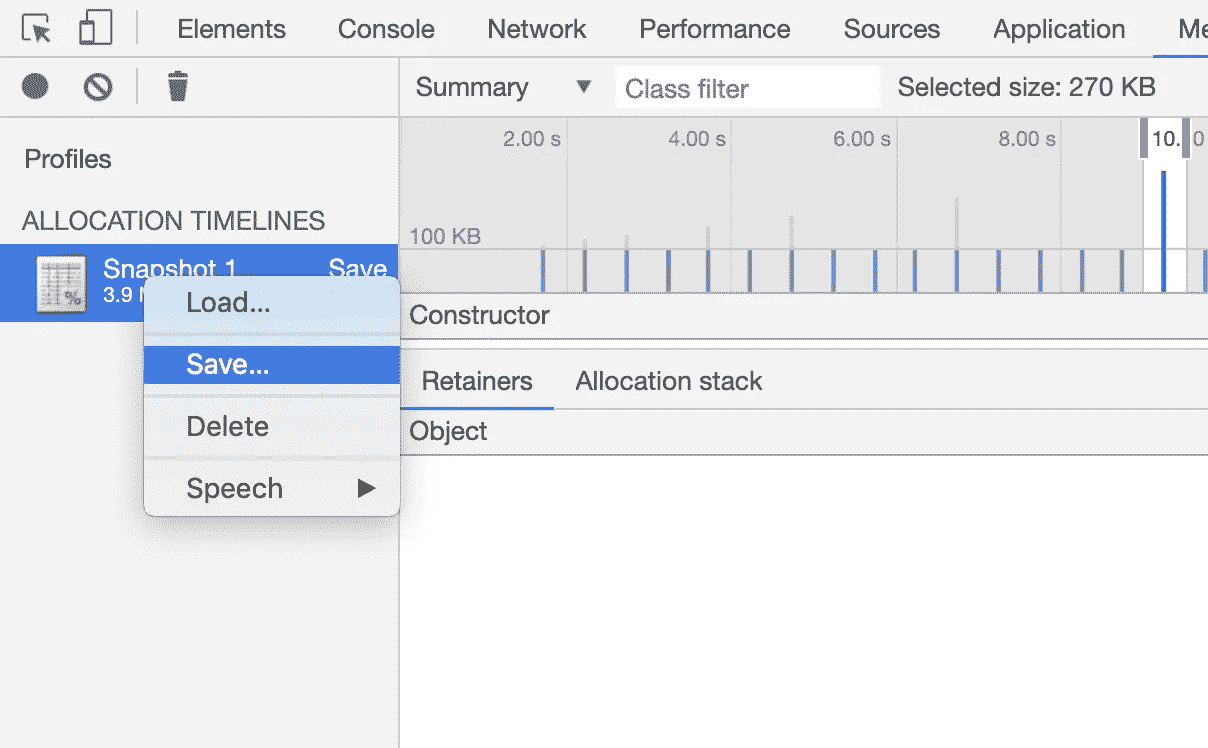 Elements Console Network Performance Sources Application Me
Summary ▼ Class filter Selected size: 270 KB
Profiles
2.00 s 4.00 s 6.00 s 8.00 s 10. 0
ALLOCATION TIMELINES
100 KB
Snapshot 1 Save
3.9
%
Load...
Save...
Delete
Speech ▶
Constructor
Retainers Allocation stack
Object